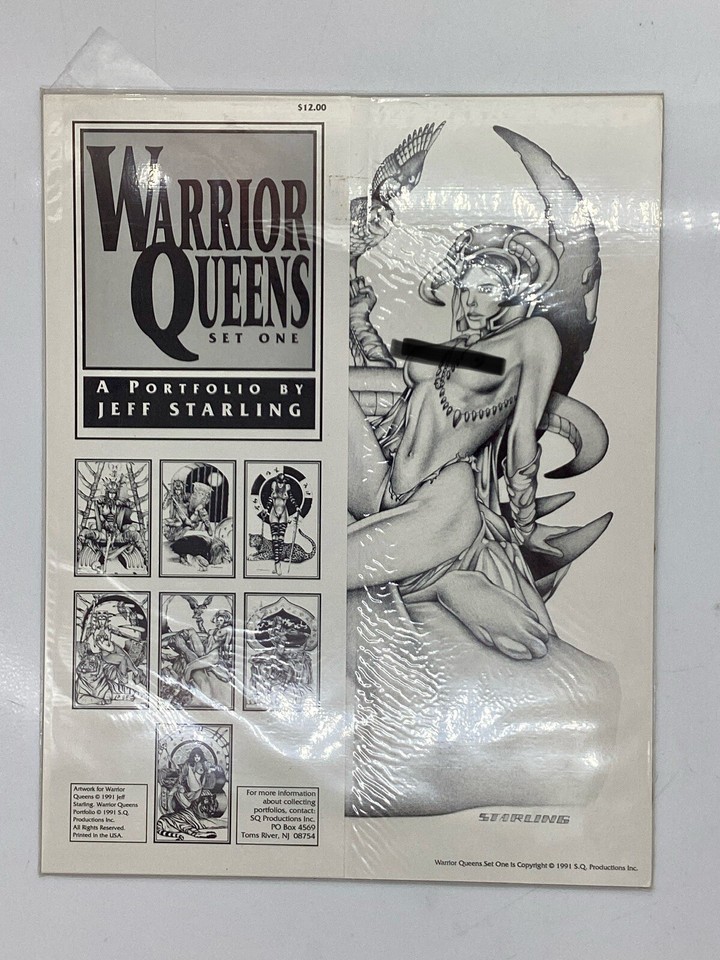 $12.00
WARRIOR
QUEENS
SET ONE
A PORTFOLIO BY
JEFF STARLING
Artwork for Warrior
Queens © 1991 Jeff
Starling. Warrior Queens
Portfolio © 1991 S.Q.
Productions Inc.
All Rights Reserved.
Printed in the USA.
For more information
about collecting
portfolios, contact:
SQ Productions Inc.
PO Box 4569
Toms River, NJ 08754
STARLING
Warrior Queens Set One Is Copyright © 1991 S.Q. Productions Inc.